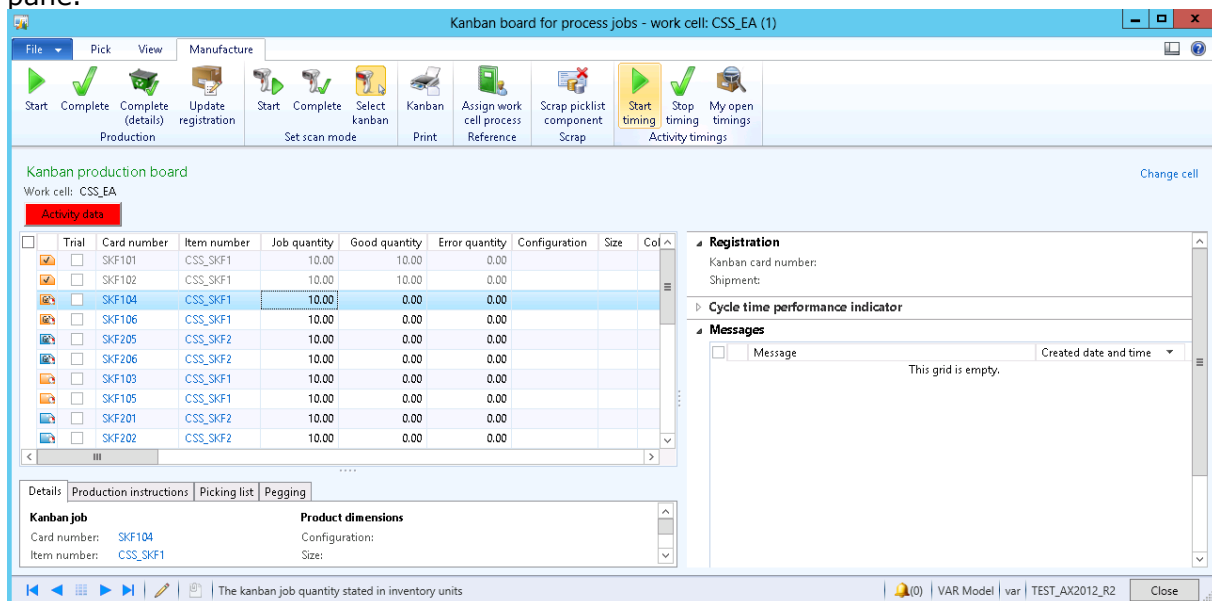 pane.
Kanban board for process jobs - work cell: CSS_EA (1)
File Pick View Manufacture
Start Complete Complete (details) Update registration Start Complete Select kanban Kanban Assign work cell process Scrap picklist component Start timing Stop timing My open timings
Production Set scan mode Print Reference Scrap Activity timings
Kanban production board
Change cell
Work cell: CSS_EA
Activity data
Trial Card number Item number Job quantity Good quantity Error quantity Configuration Size Col
SKF101 CSS_SKF1 10.00 10.00 0.00
SKF102 CSS_SKF1 10.00 10.00 0.00
SKF104 CSS_SKF1 10.00 0.00 0.00
SKF106 CSS_SKF1 10.00 0.00 0.00
SKF205 CSS_SKF2 10.00 0.00 0.00
SKF206 CSS_SKF2 10.00 0.00 0.00
SKF103 CSS_SKF1 10.00 0.00 0.00
SKF105 CSS_SKF1 10.00 0.00 0.00
SKF201 CSS_SKF2 10.00 0.00 0.00
SKF202 CSS_SKF2 10.00 0.00 0.00
Registration
Kanban card number:
Shipment:
Cycle time performance indicator
Messages
Message Created date and time
This grid is empty.
Details Production instructions Picking list Pegging
Kanban job Product dimensions
Card number: SKF104 Configuration:
Item number: CSS_SKF1 Size:
The kanban job quantity stated in inventory units
(0) VAR Model var TEST_AX2012_R2 Close